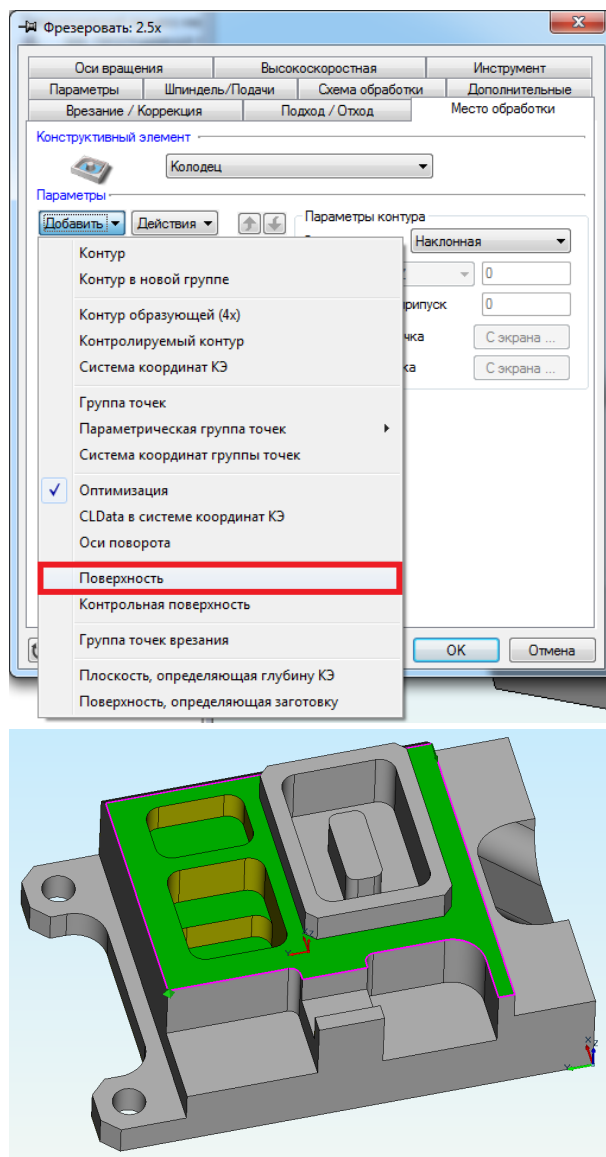 Фрезеровать: 2.5x
Оси вращения Высокоскоростная Инструмент
Параметры Шпиндель/Подачи Схема обработки Дополнительные
Врезание / Коррекция Подход / Отход Место обработки
Конструктивный элемент
Колодец
Параметры
Добавить Действия Параметры контура
Наклонная
Контур
Контур в новой группе
0
Контур образующей (4x)
припуск 0
Контролируемый контур
чка С экрана ...
Система координат КЭ
ка С экрана ...
Группа точек
Параметрическая группа точек
Система координат группы точек
Оптимизация
CLData в системе координат КЭ
Оси поворота
Поверхность
Контрольная поверхность
Группа точек врезания
OK Отмена
Плоскость, определяющая глубину КЭ
Поверхность, определяющая заготовку
Y X Z
X Z
Y